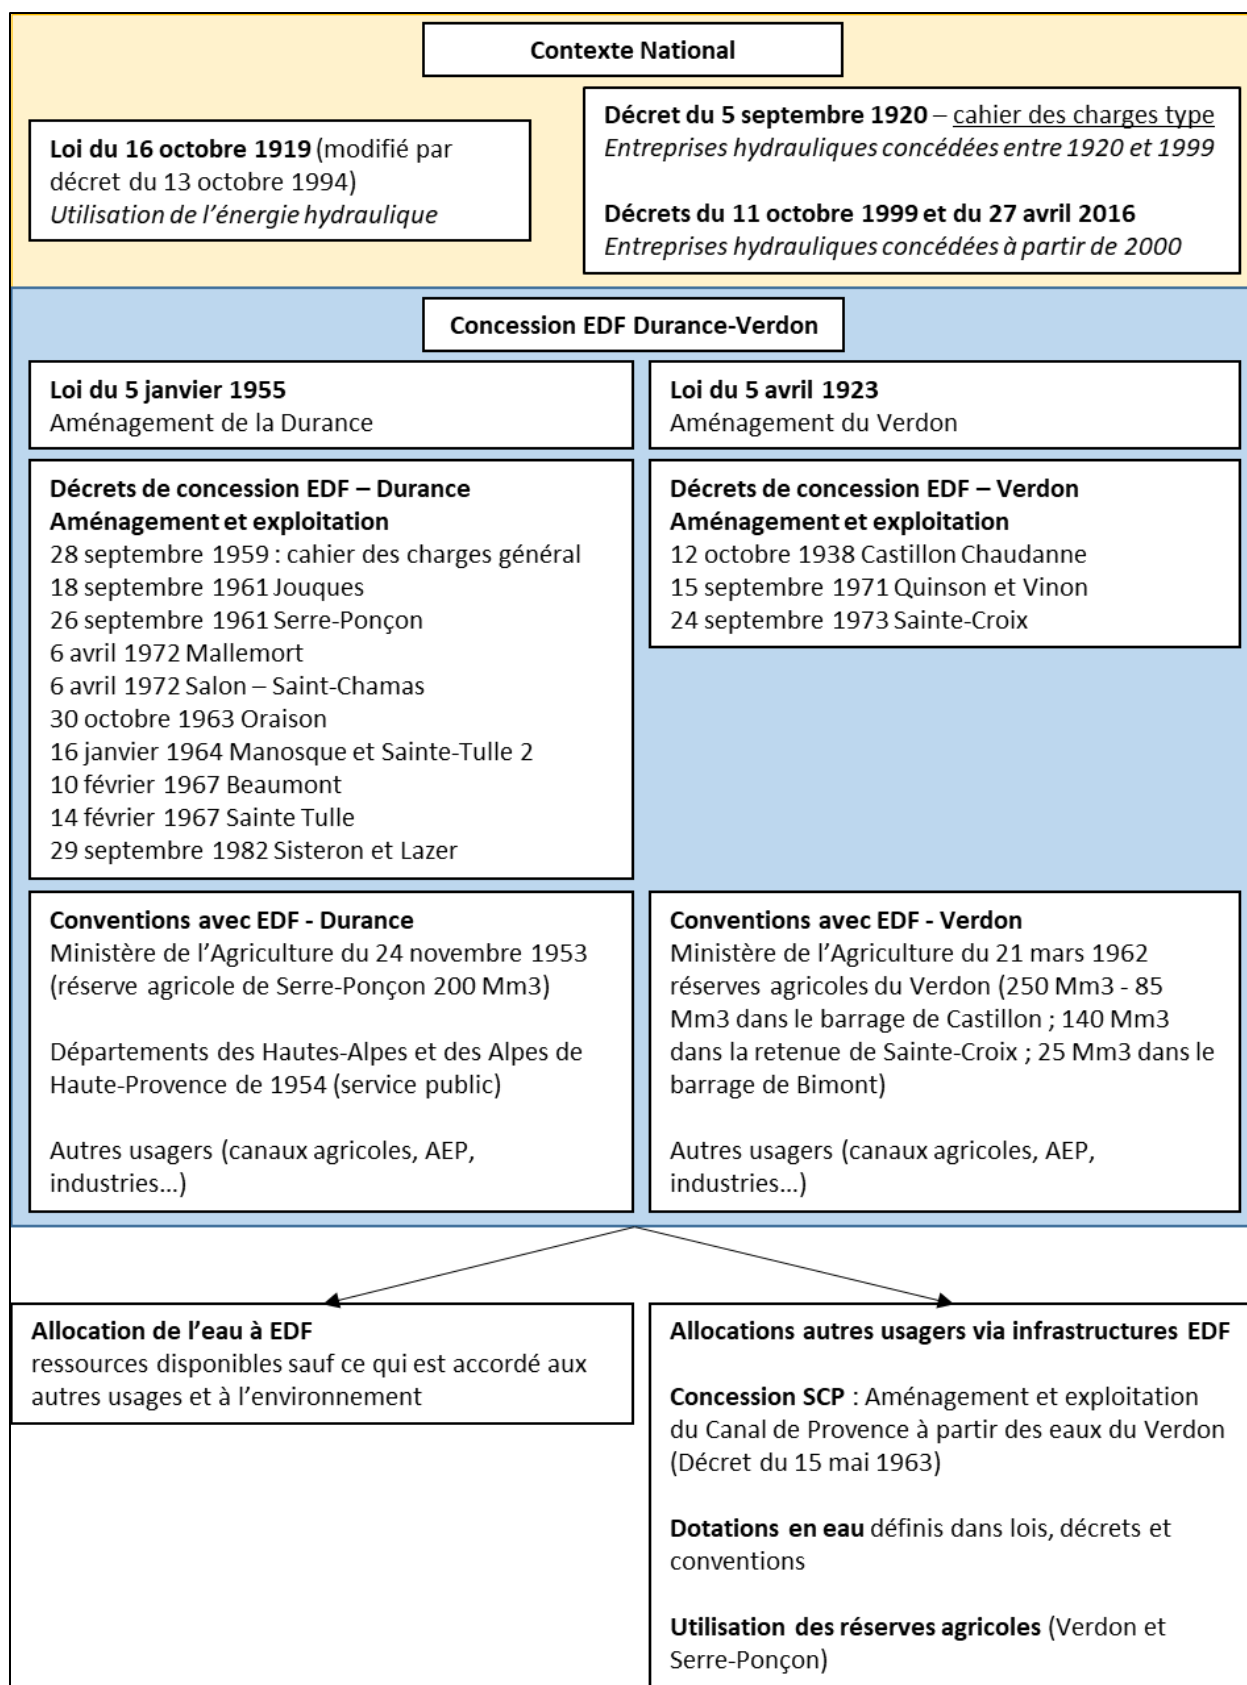 Contexte National
Loi du 16 octobre 1919 (modifié par
décret du 13 octobre 1994)
Utilisation de l’énergie hydraulique
Décret du 5 septembre 1920 – cahier des charges type
Entreprises hydrauliques concédées entre 1920 et 1999
Décrets du 11 octobre 1999 et du 27 avril 2016
Entreprises hydrauliques concédées à partir de 2000
Concession EDF Durance-Verdon
Loi du 5 janvier 1955
Aménagement de la Durance
Loi du 5 avril 1923
Aménagement du Verdon
Décrets de concession EDF – Durance
Aménagement et exploitation
28 septembre 1959 : cahier des charges général
18 septembre 1961 Jouques
26 septembre 1961 Serre-Ponçon
6 avril 1972 Mallemort
6 avril 1972 Salon – Saint-Chamas
30 octobre 1963 Oraison
16 janvier 1964 Manosque et Sainte-Tulle 2
10 février 1967 Beaumont
14 février 1967 Sainte Tulle
29 septembre 1982 Sisteron et Lazer
Décrets de concession EDF – Verdon
Aménagement et exploitation
12 octobre 1938 Castillon Chaudanne
15 septembre 1971 Quinson et Vinon
24 septembre 1973 Sainte-Croix
Conventions avec EDF - Durance
Ministère de l’Agriculture du 24 novembre 1953
(réserve agricole de Serre-Ponçon 200 Mm3)
Départements des Hautes-Alpes et des Alpes de
Haute-Provence de 1954 (service public)
Autres usagers (canaux agricoles, AEP,
industries…)
Conventions avec EDF - Verdon
Ministère de l’Agriculture du 21 mars 1962
réserves agricoles du Verdon (250 Mm3 - 85
Mm3 dans le barrage de Castillon ; 140 Mm3
dans la retenue de Sainte-Croix ; 25 Mm3 dans le
barrage de Bimont)
Autres usagers (canaux agricoles, AEP,
industries…)
Allocation de l’eau à EDF
ressources disponibles sauf ce qui est accordé aux
autres usages et à l’environnement
Allocations autres usagers via infrastructures EDF
Concession SCP : Aménagement et exploitation
du Canal de Provence à partir des eaux du Verdon
(Décret du 15 mai 1963)
Dotations en eau définis dans lois, décrets et
conventions
Utilisation des réserves agricoles (Verdon et
Serre-Ponçon)